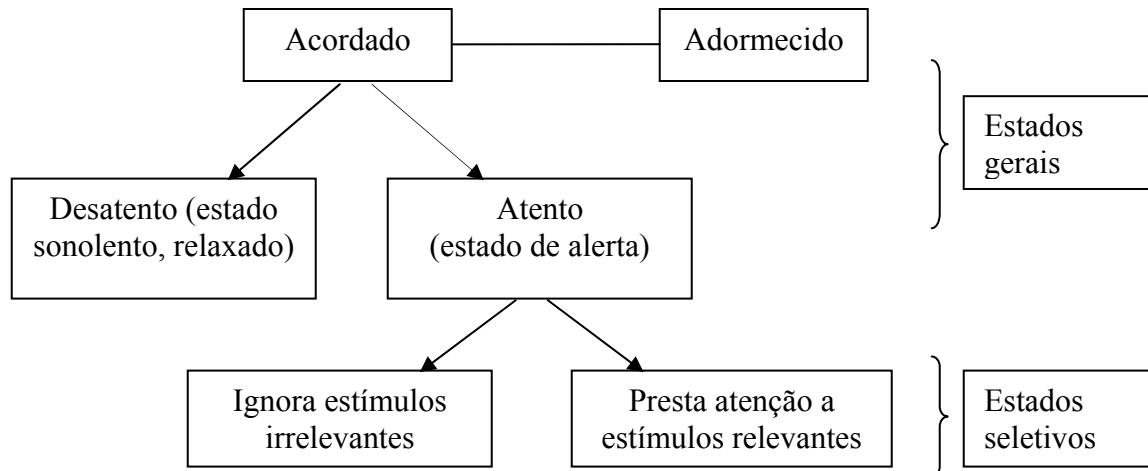 Acordado
Adormecido
Estados
gerais
Desatento (estado
sonolento, relaxado)
Atento
(estado de alerta)
Ignora estímulos
irrelevantes
Presta atenção a
estímulos relevantes
Estados
seletivos